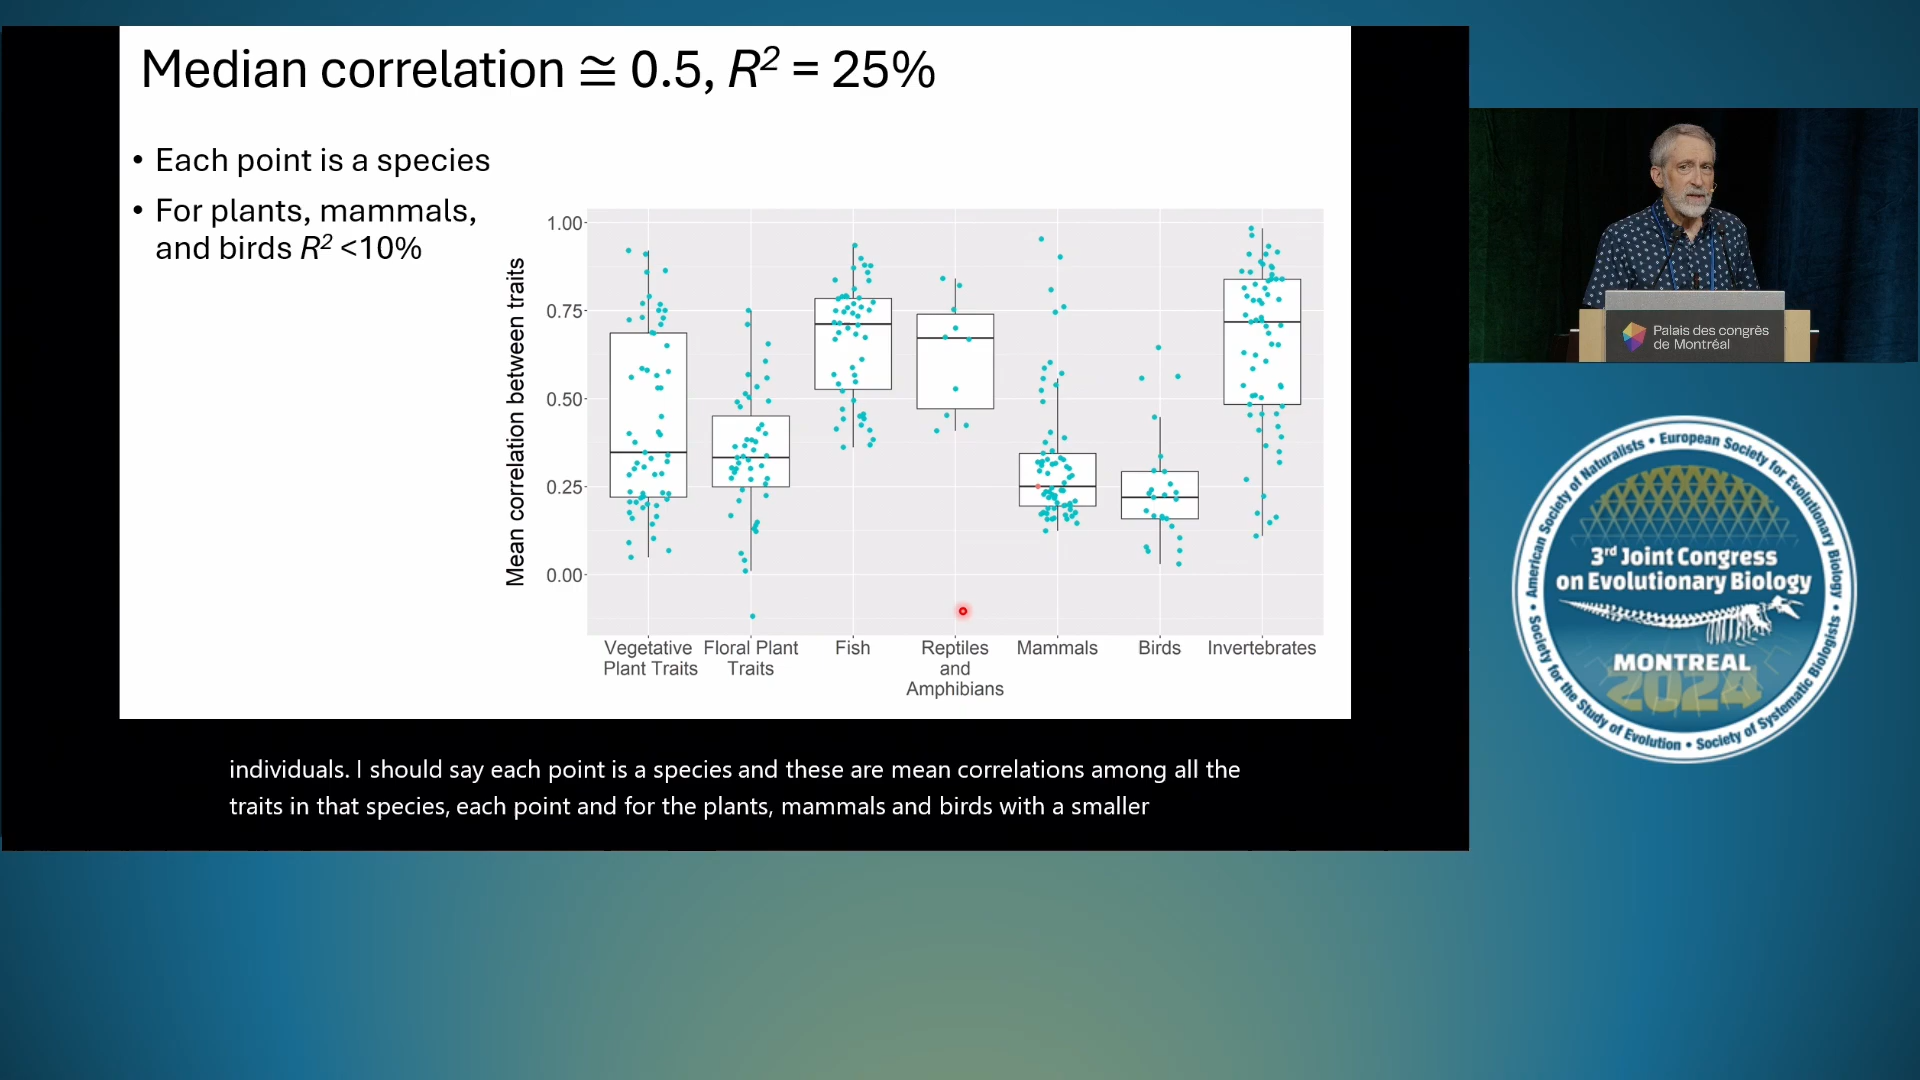 Median correlation ≅ 0.5, R² = 25%
• Each point is a species
• For plants, mammals,
and birds R² <10%
Mean correlation between traits
1.00
0.75
0.50
0.25
0.00
Vegetative
Plant Traits
Floral Plant
Traits
Fish
Reptiles
and
Amphibians
Mammals
Birds
Invertebrates
individuals. I should say each point is a species and these are mean correlations among all the
traits in that species, each point and for the plants, mammals and birds with a smaller
Palais des congrès
de Montréal
American Society of Naturalists • European Society for Evolutionary Biology •
Society for the Study of Evolution • Society of Systematic Biologists •
3rd Joint Congress
on Evolutionary Biology
MONTREAL
2024